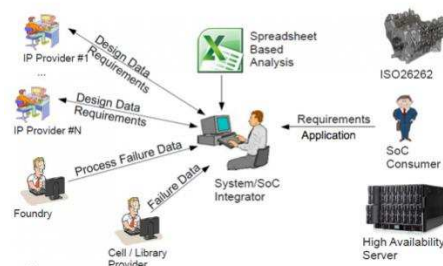 IP Provider #1
...
IP Provider #N
Foundry
Cell / Library
Provider
Design Data
Requirements
Design Data
Requirements
Process Failure Data
Failure Data
Spreadsheet
Based
Analysis
System/SoC
Integrator
Requirements
Application
ISO26262
SoC
Consumer
High Availability
Server